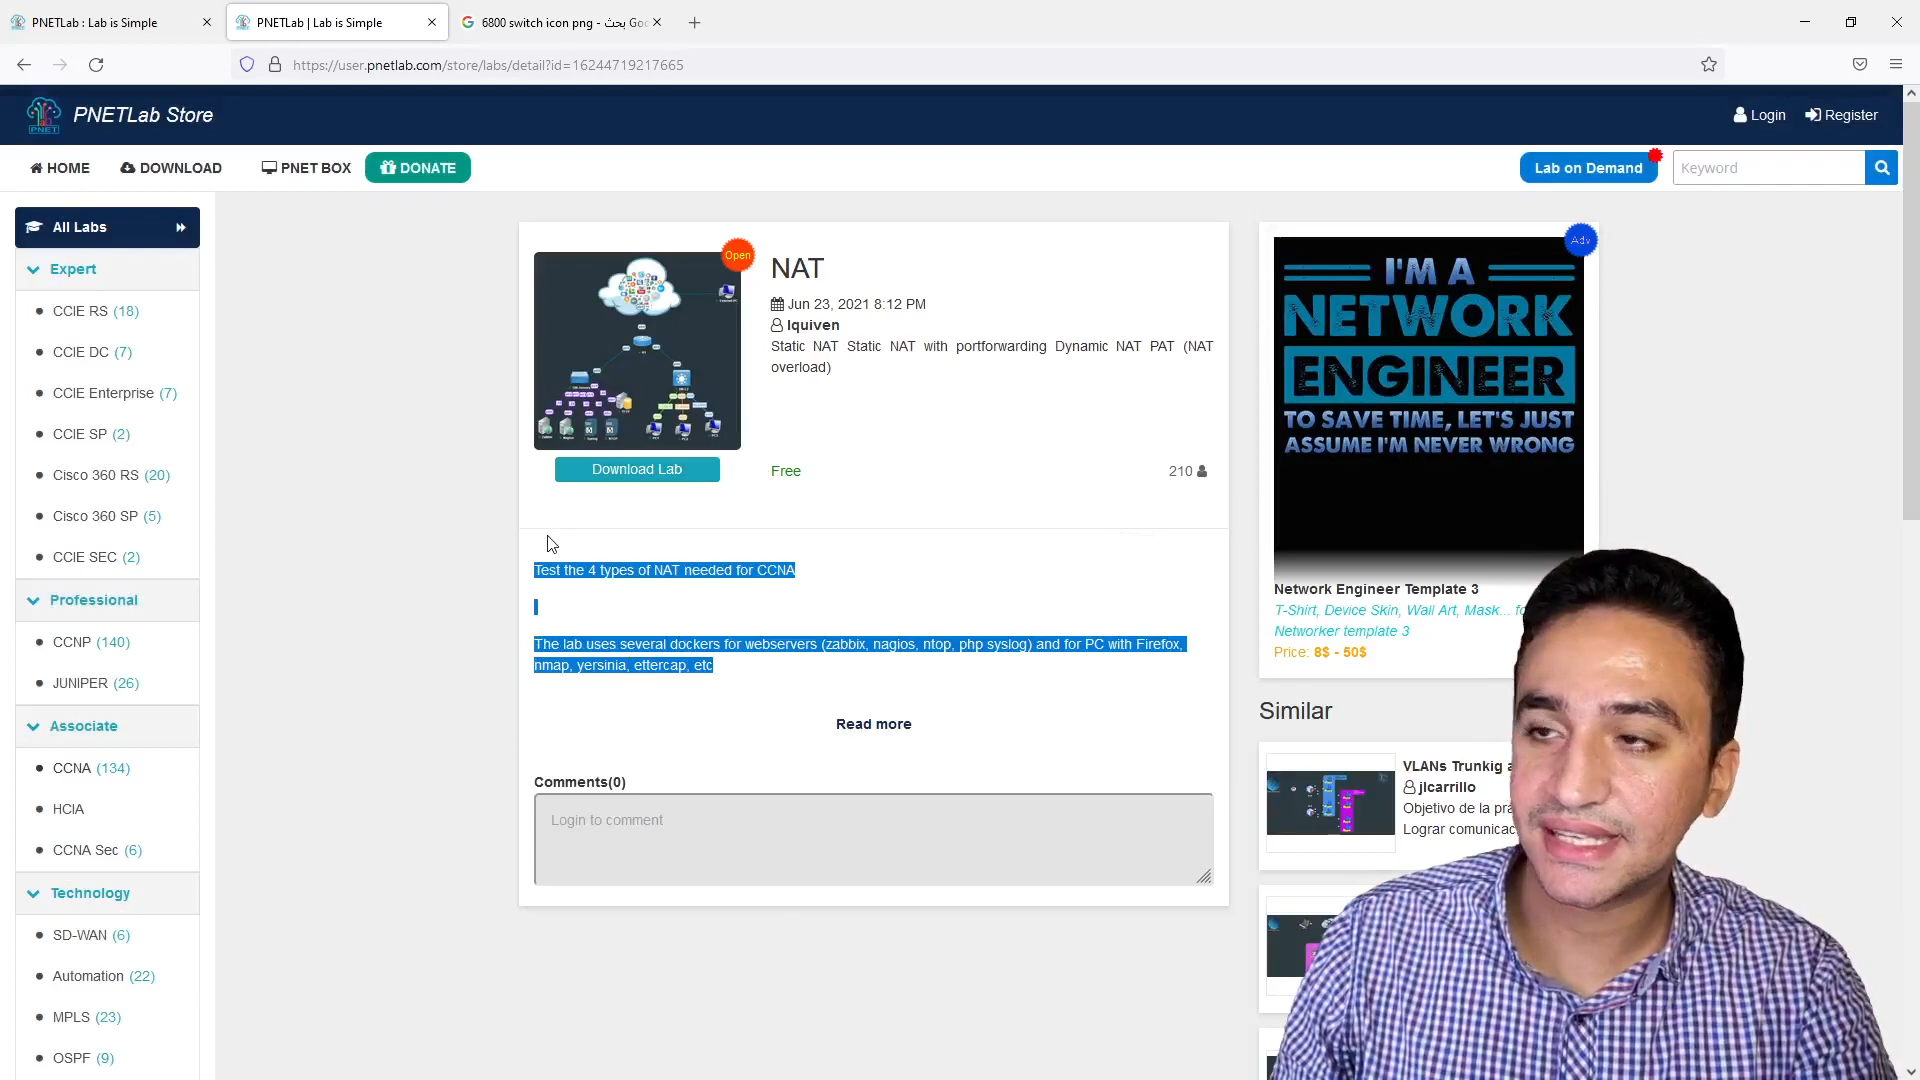 PNETLab : Lab is Simple
PNETLab | Lab is Simple
6800 switch icon png - بحث Goo
https://user.pnetlab.com/store/labs/detail?id=16244719217665
PNET
PNETLab Store
Login
Register
HOME
DOWNLOAD
PNET BOX
DONATE
Lab on Demand
Keyword
All Labs
Expert
CCIE RS (18)
CCIE DC (7)
CCIE Enterprise (7)
CCIE SP (2)
Cisco 360 RS (20)
Cisco 360 SP (5)
CCIE SEC (2)
Professional
CCNP (140)
JUNIPER (26)
Associate
CCNA (134)
HCIA
CCNA Sec (6)
Technology
SD-WAN (6)
Automation (22)
MPLS (23)
OSPF (9)
Open
NAT
Jun 23, 2021 8:12 PM
lquiven
Static NAT Static NAT with portforwarding Dynamic NAT PAT (NAT
overload)
Download Lab
Free
210
Test the 4 types of NAT needed for CCNA
The lab uses several dockers for webservers (zabbix, nagios, ntop, php syslog) and for PC with Firefox,
nmap, yersinia, ettercap, etc
Read more
Comments(0)
Login to comment
Adv
I'M A
NETWORK
ENGINEER
TO SAVE TIME, LET'S JUST
ASSUME I'M NEVER WRONG
Network Engineer Template 3
T-Shirt, Device Skin, Wall Art, Mask... fo
Networker template 3
Price: 8$ - 50$
Similar
VLANs Trunkig a
jlcarrillo
Objetivo de la prá
Lograr comunicac